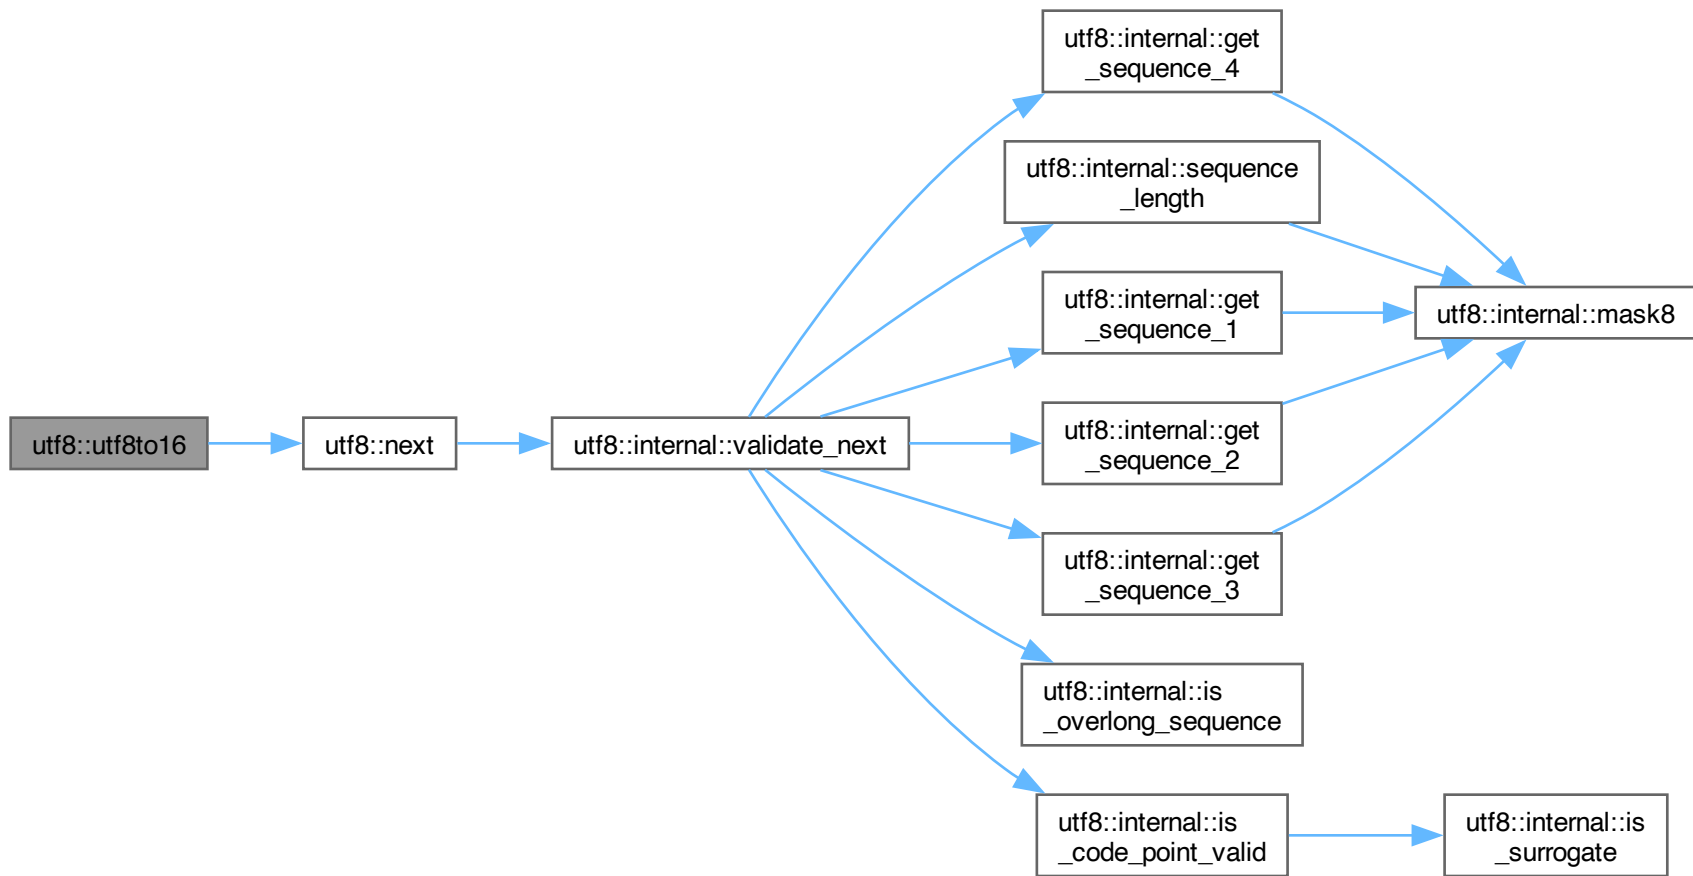 utf8::internal::get
_sequence_4
utf8::internal::sequence
_length
utf8::internal::get
_sequence_1
utf8::internal::mask8
utf8::utf8to16
utf8::next
utf8::internal::validate_next
utf8::internal::get
_sequence_2
utf8::internal::get
_sequence_3
utf8::internal::is
_overlong_sequence
utf8::internal::is
_code_point_valid
utf8::internal::is
_surrogate